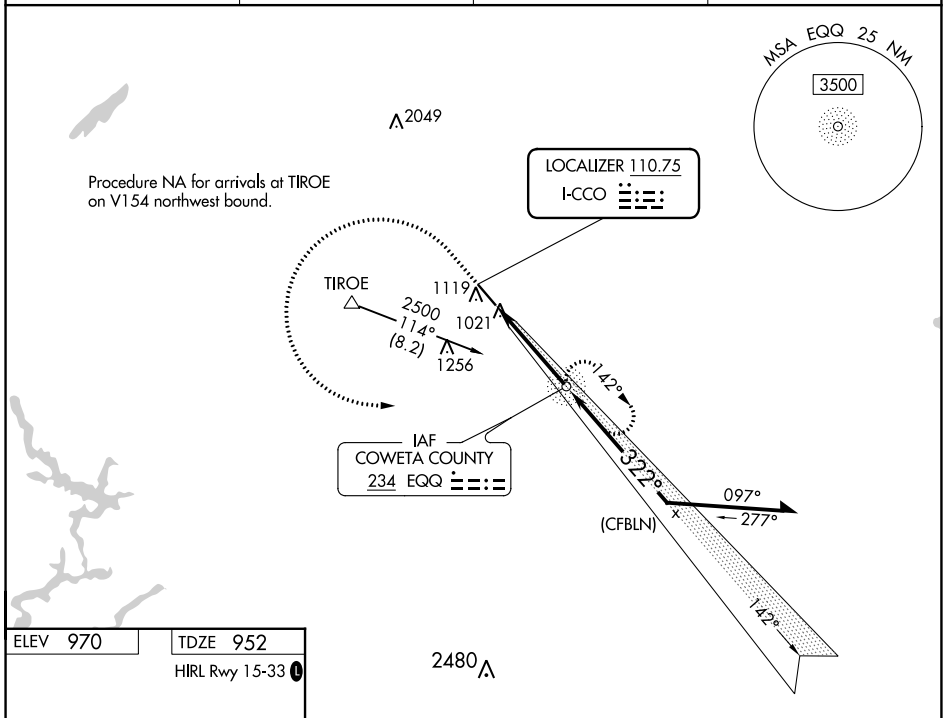 MSA EQQ 25 NM
3500
2049
Procedure NA for arrivals at TIROE
on V154 northwest bound.
LOCALIZER 110.75
I-CCO
TIROE
2500
114°
(8.2)
1119
1021
1256
142°
IAF
COWETA COUNTY
234 EQQ
322°
097°
277°
(CFBLN)
x
142°
ELEV 970
TDZE 952
HIRL Rwy 15-33 L
2480